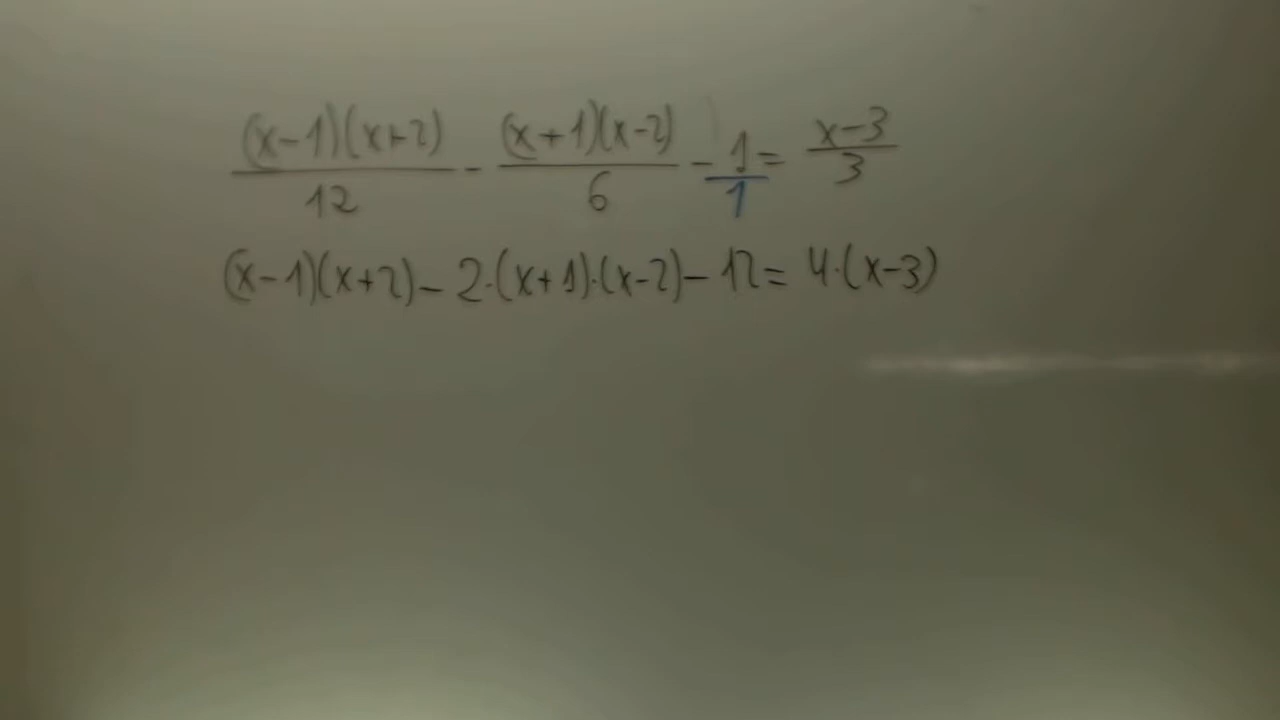 (x-1)(x+2)/12 - (x+1)(x-2)/6 - 1/1 = x-3/3
(x-1)(x+2)-2·(x+1)·(x-2)-12=4·(x-3)